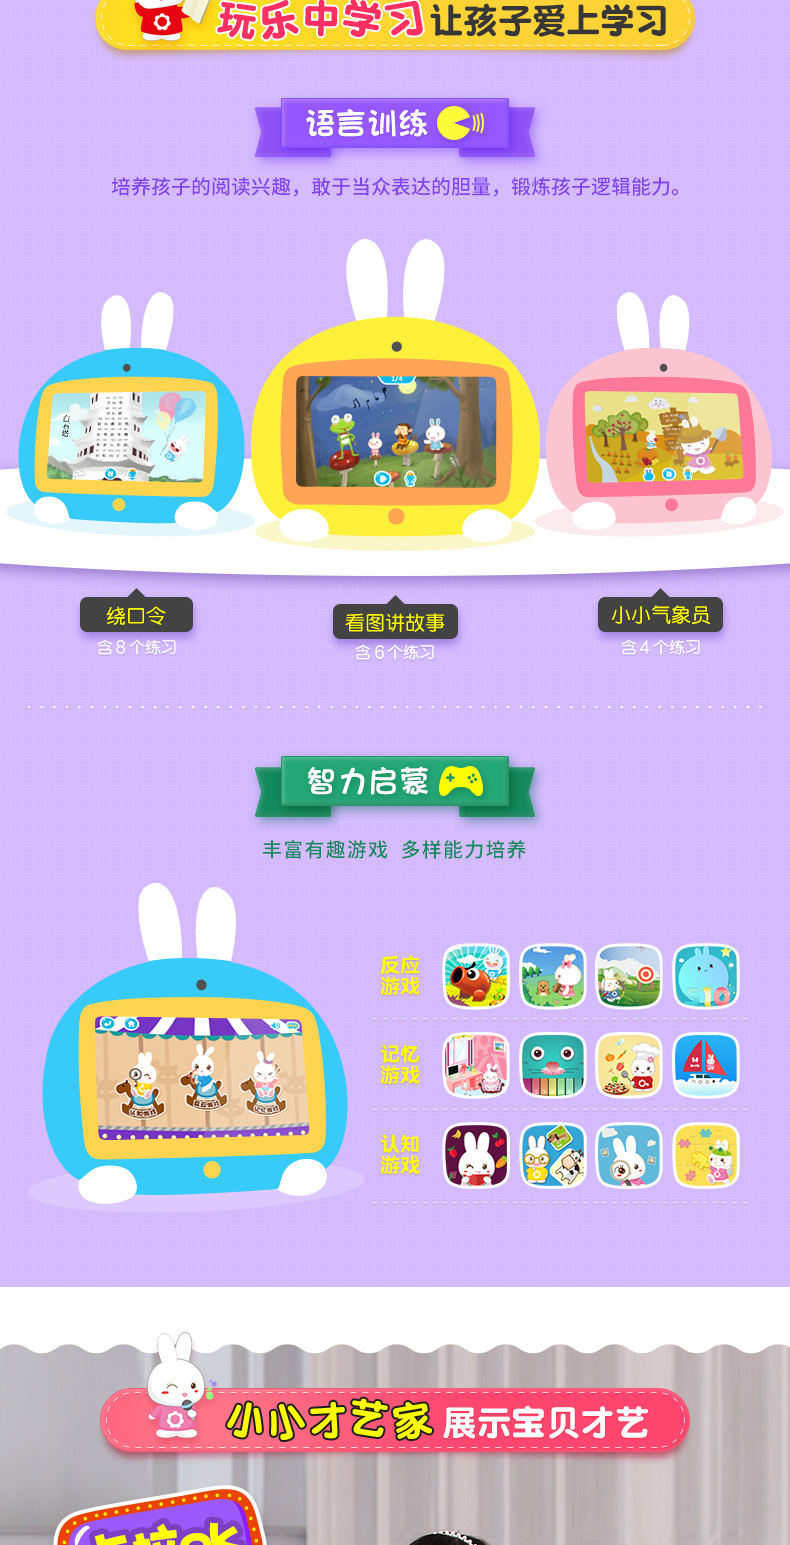 玩乐中学习 让孩子爱上学习
语言训练
培养孩子的阅读兴趣，敢于当众表达的胆量，锻炼孩子逻辑能力。
1/4
绕口令
含8个练习
看图讲故事
含6个练习
小小气象员
含4个练习
智力启蒙
丰富有趣游戏 多样能力培养
反应
游戏
记忆
游戏
认知
游戏
小小才艺家 展示宝贝才艺